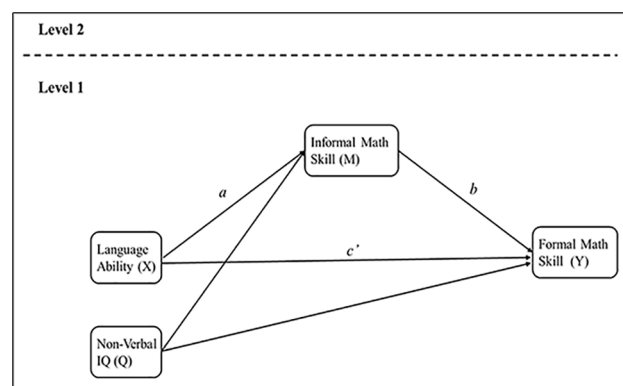 Level 2
Level 1
Informal Math
Skill (M)
a
b
Language
Ability (X)
c’
Formal Math
Skill (Y)
Non-Verbal
IQ (Q)